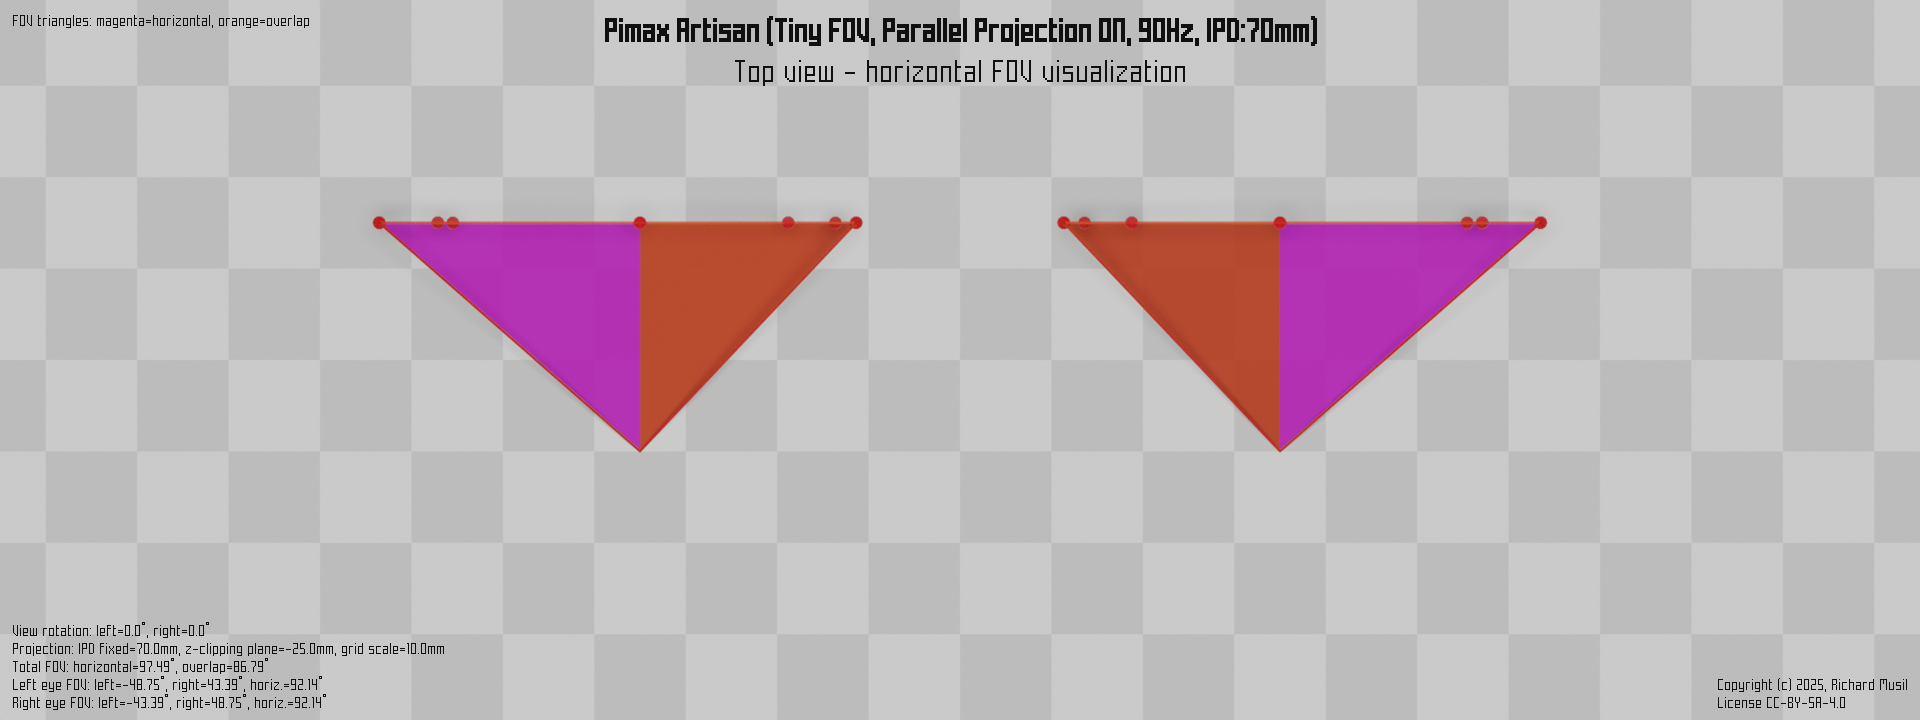 FOV triangles: magenta=horizontal, orange=overlap
Pimax Artisan (Tiny FOV, Parallel Projection ON, 90Hz, IPD:70mm)
Top view - horizontal FOV visualization
View rotation: left=0.0°, right=0.0°
Projection: IPD fixed=70.0mm, z-clipping plane=-25.0mm, grid scale=10.0mm
Total FOV: horizontal=97.49°, overlap=86.79°
Left eye FOV: left=-48.75°, right=43.39°, horiz.=92.14°
Right eye FOV: left=-43.39°, right=48.75°, horiz.=92.14°
Copyright (c) 2025, Richard Musil
License CC-BY-SA-4.0